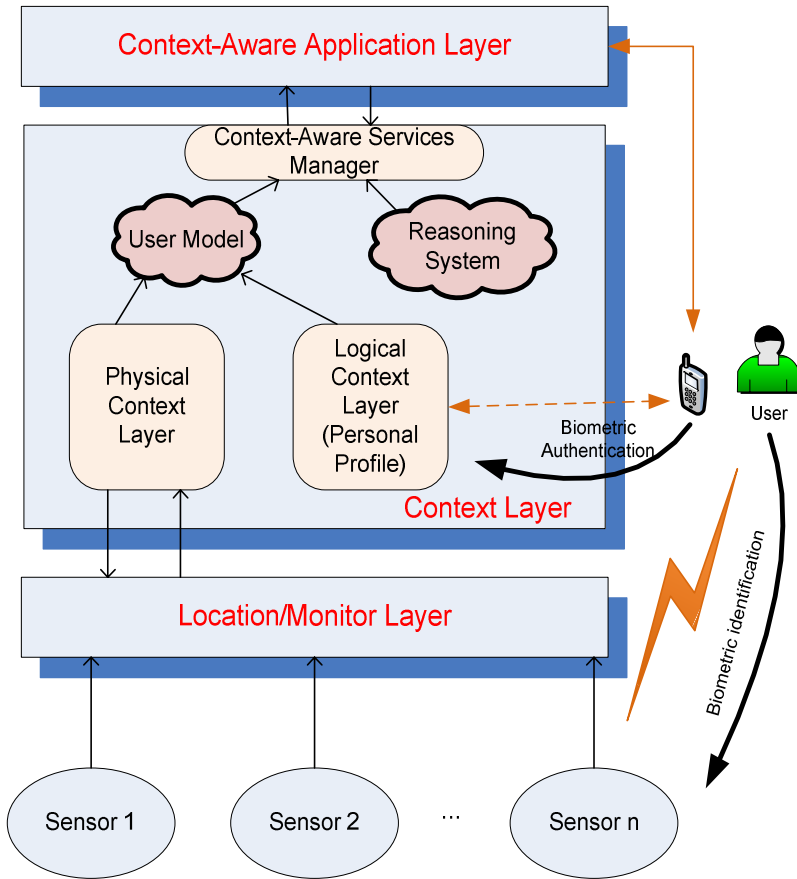 Context-Aware Application Layer
Context-Aware Services
Manager
User Model
Reasoning
System
Physical
Context
Layer
Logical
Context
Layer
(Personal
Profile)
User
Biometric
Authentication
Context Layer
Biometric identification
Location/Monitor Layer
Sensor 1
Sensor 2
...
Sensor n